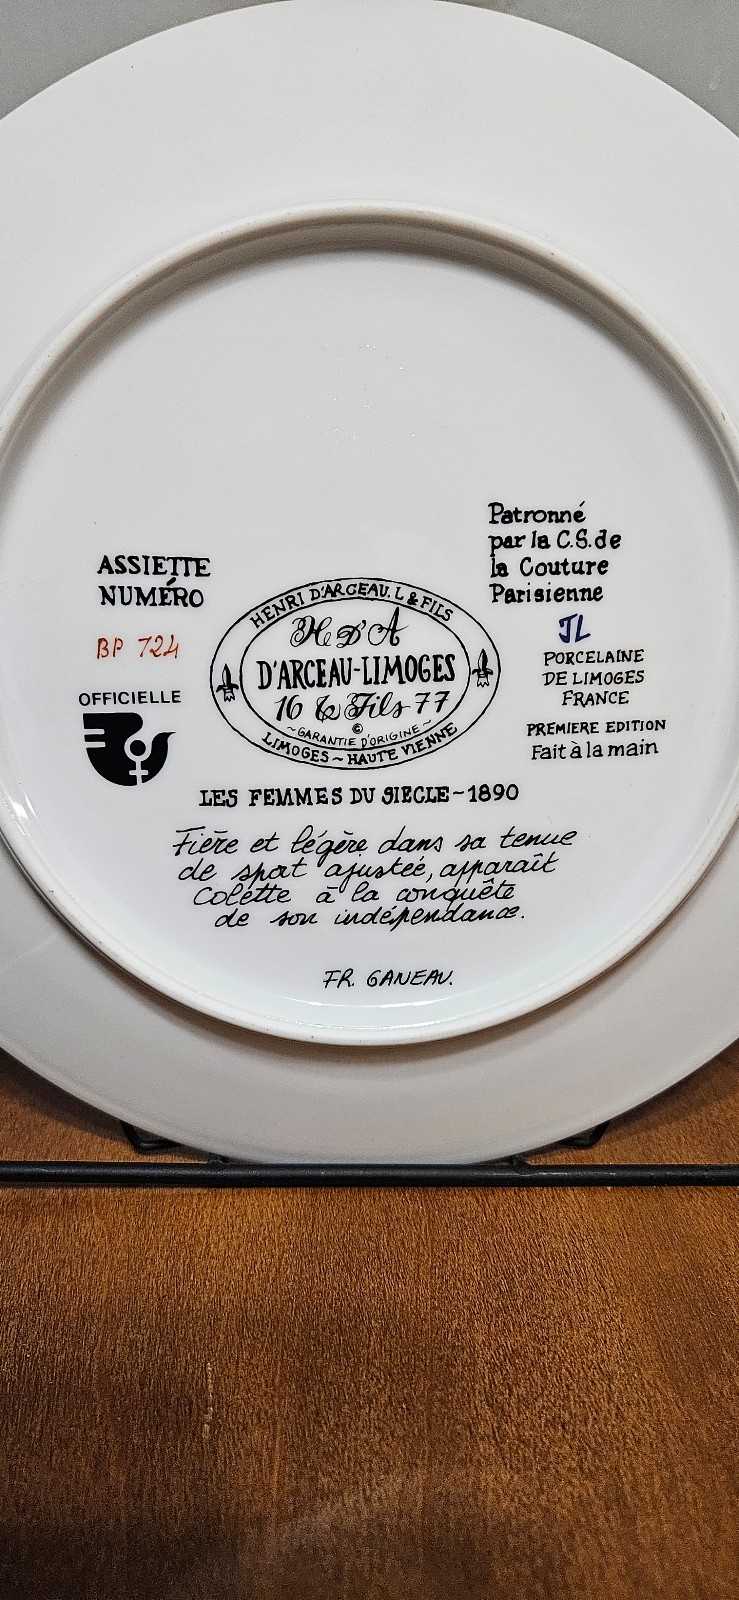 ASSIETTE
NUMÉRO
BP 724
OFFICIELLE
HENRI D'ARCEAU. L & FILS
H D'A
D'ARCEAU-LIMOGES
16 & Fils 77
©
~GARANTIE D'ORIGINE~
LIMOGES ~ HAUTE VIENNE
Patronné
par la C.S. de
la Couture
Parisienne
JL
PORCELAINE
DE LIMOGES
FRANCE
PREMIERE EDITION
Fait à la main
LES FEMMES DU SIECLE ~ 1890
Fière et légère dans sa tenue
de sport ajustée, apparaît
Colette à la conquête
de son indépendance.
FR. GANEAU.